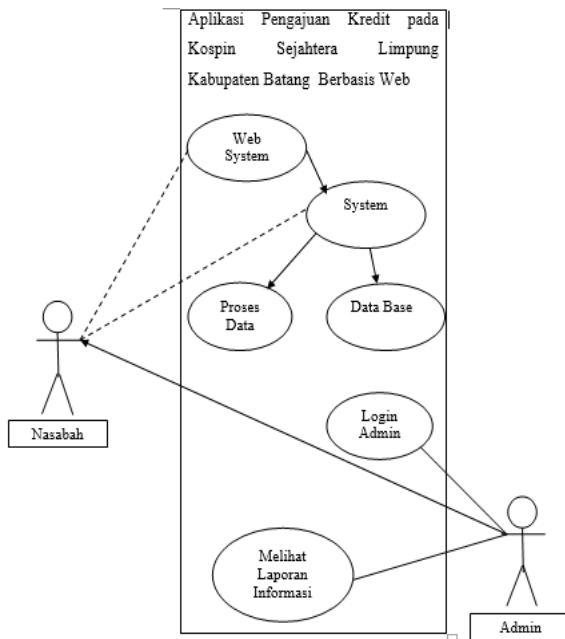 Aplikasi Pengajuan Kredit pada
Kospin Sejahtera Limpung
Kabupaten Batang Berbasis Web
Web
System
System
Proses
Data
Data Base
Nasabah
Login
Admin
Melihat
Laporan
Informasi
Admin